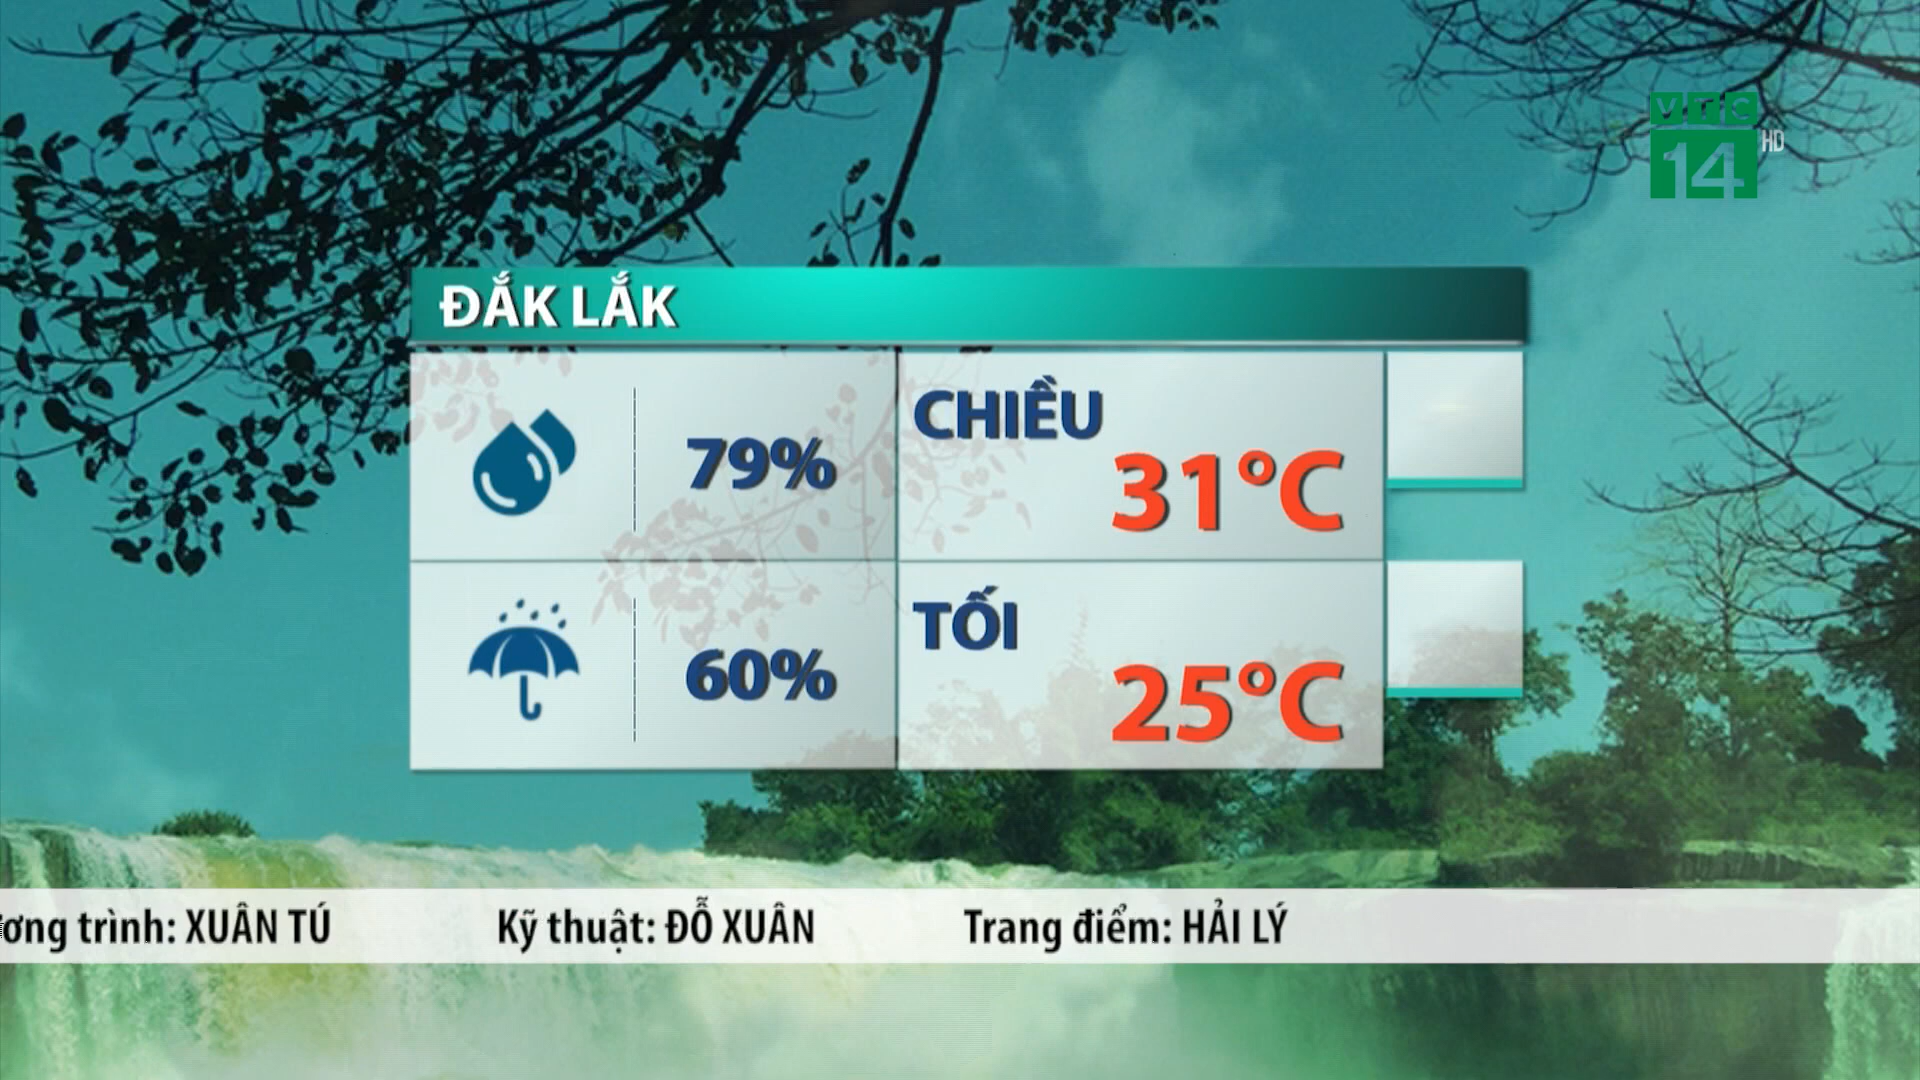 VTC
14 HD
ĐẮK LẮK
79%
CHIỀU
31°C
60%
TỐI
25°C
trình: XUÂN TÚ Kỹ thuật: ĐỖ XUÂN Trang điểm: HẢI LÝ